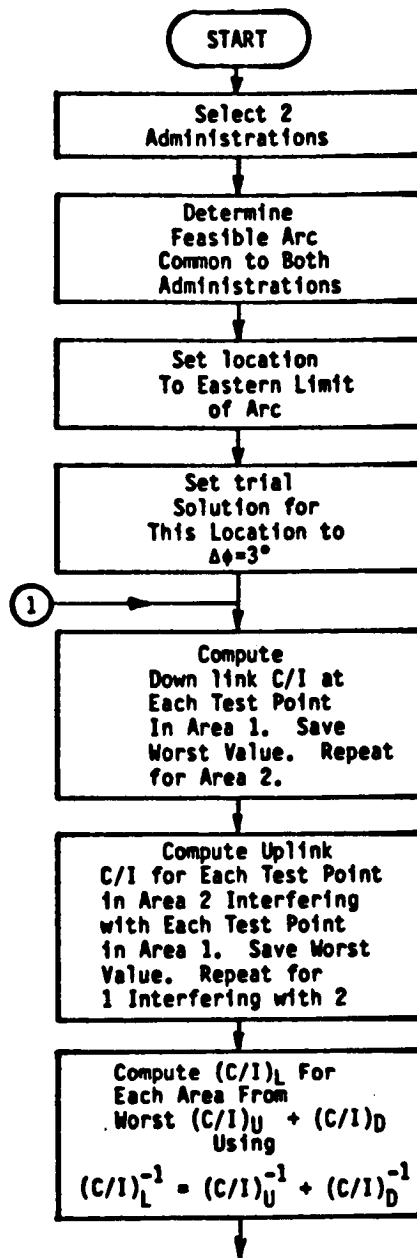 START
Select 2
Administrations
Determine
Feasible Arc
Common to Both
Administrations
Set location
To Eastern Limit
of Arc
Set trial
Solution for
This Location to
Δϕ=3°
1
Compute
Down link C/I at
Each Test Point
In Area 1. Save
Worst Value. Repeat
for Area 2.
Compute Uplink
C/I for Each Test Point
in Area 2 Interfering
with Each Test Point
in Area 1. Save Worst
Value. Repeat for
1 Interfering with 2
Compute (C/I)L For
Each Area From
Worst (C/I)U + (C/I)D
Using
(C/I)L⁻¹ = (C/I)U⁻¹ + (C/I)D⁻¹